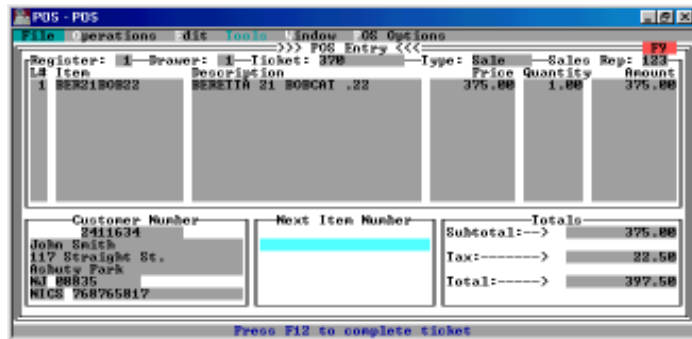 POS - POS
File Operations Edit Tools Window POS Options
>>> POS Entry <<< F9
Register: 1 Drawer: 1 Ticket: 370 Type: Sale Sales Rep: 123
L# Item Description Price Quantity Amount
1 BER21BOB22 BERETTA 21 BOBCAT .22 375.00 1.00 375.00
Customer Number Next Item Number Totals
2411634 Subtotal:--> 375.00
John Smith
117 Straight St. Tax:-------> 22.50
Asbuty Park
NJ 08835 Total:-----> 397.50
NICS 768765817
Press F12 to complete ticket